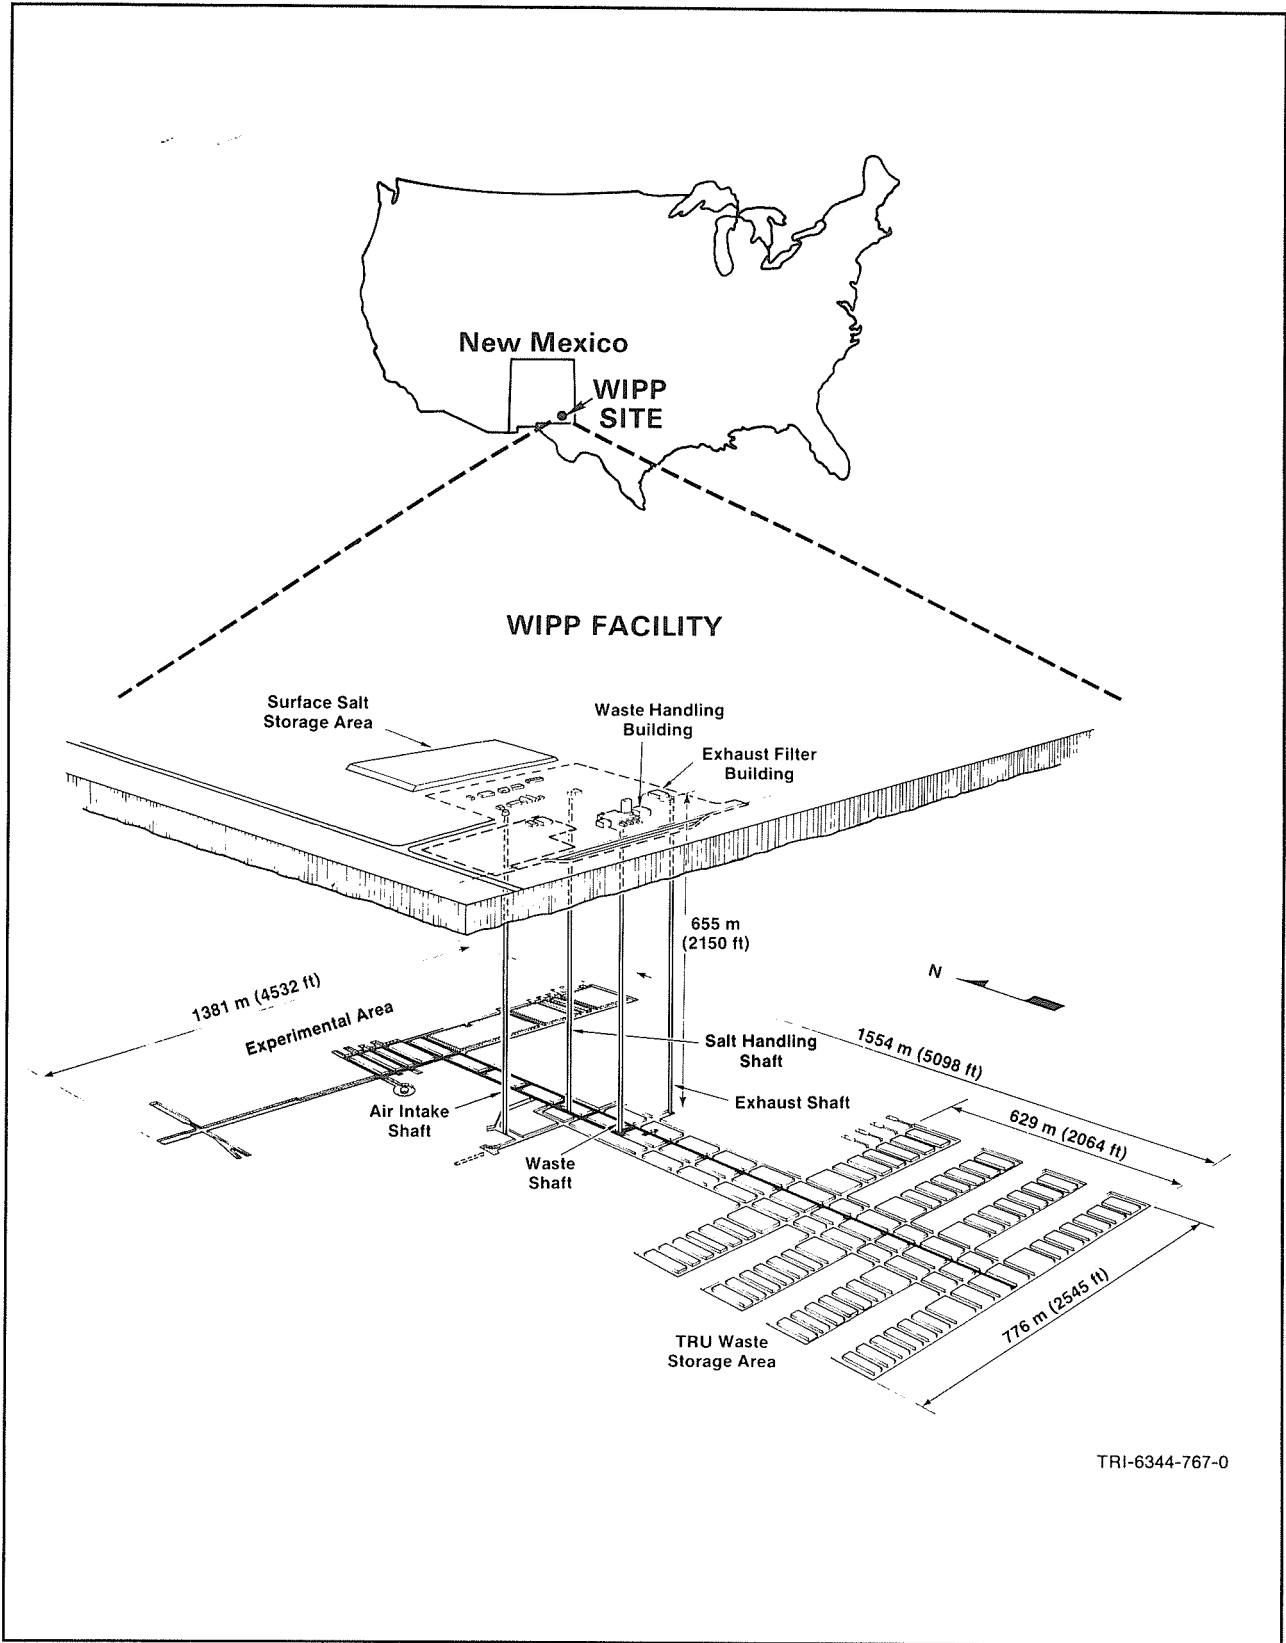 New Mexico
WIPP
SITE
WIPP FACILITY
Surface Salt
Storage Area
Waste Handling
Building
Exhaust Filter
Building
655 m
(2150 ft)
N
1381 m (4532 ft)
Experimental Area
1554 m (5098 ft)
Salt Handling
Shaft
Air Intake
Shaft
Exhaust Shaft
629 m (2064 ft)
Waste
Shaft
776 m (2545 ft)
TRU Waste
Storage Area
TRI-6344-767-0